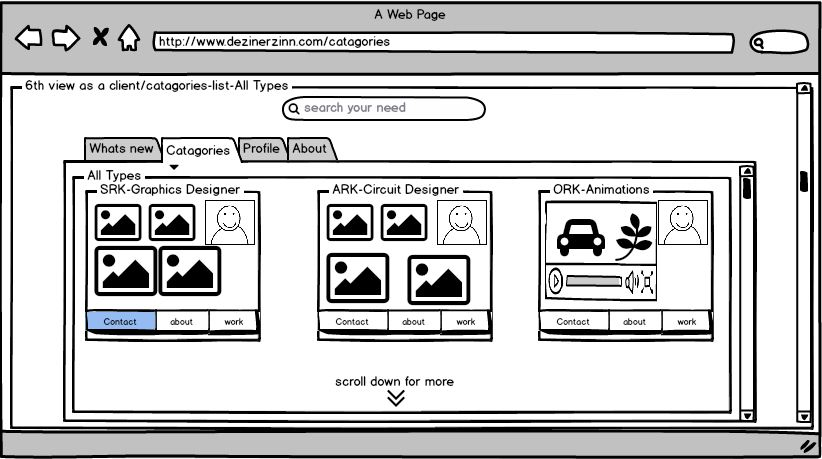 A Web Page
http://www.dezinerzinn.com/catagories
6th view as a client/catagories-list-All Types
search your need
Whats new
Catagories
Profile
About
All Types
SRK-Graphics Designer
ARK-Circuit Designer
ORK-Animations
Contact
about
work
Contact
about
work
Contact
about
work
scroll down for more